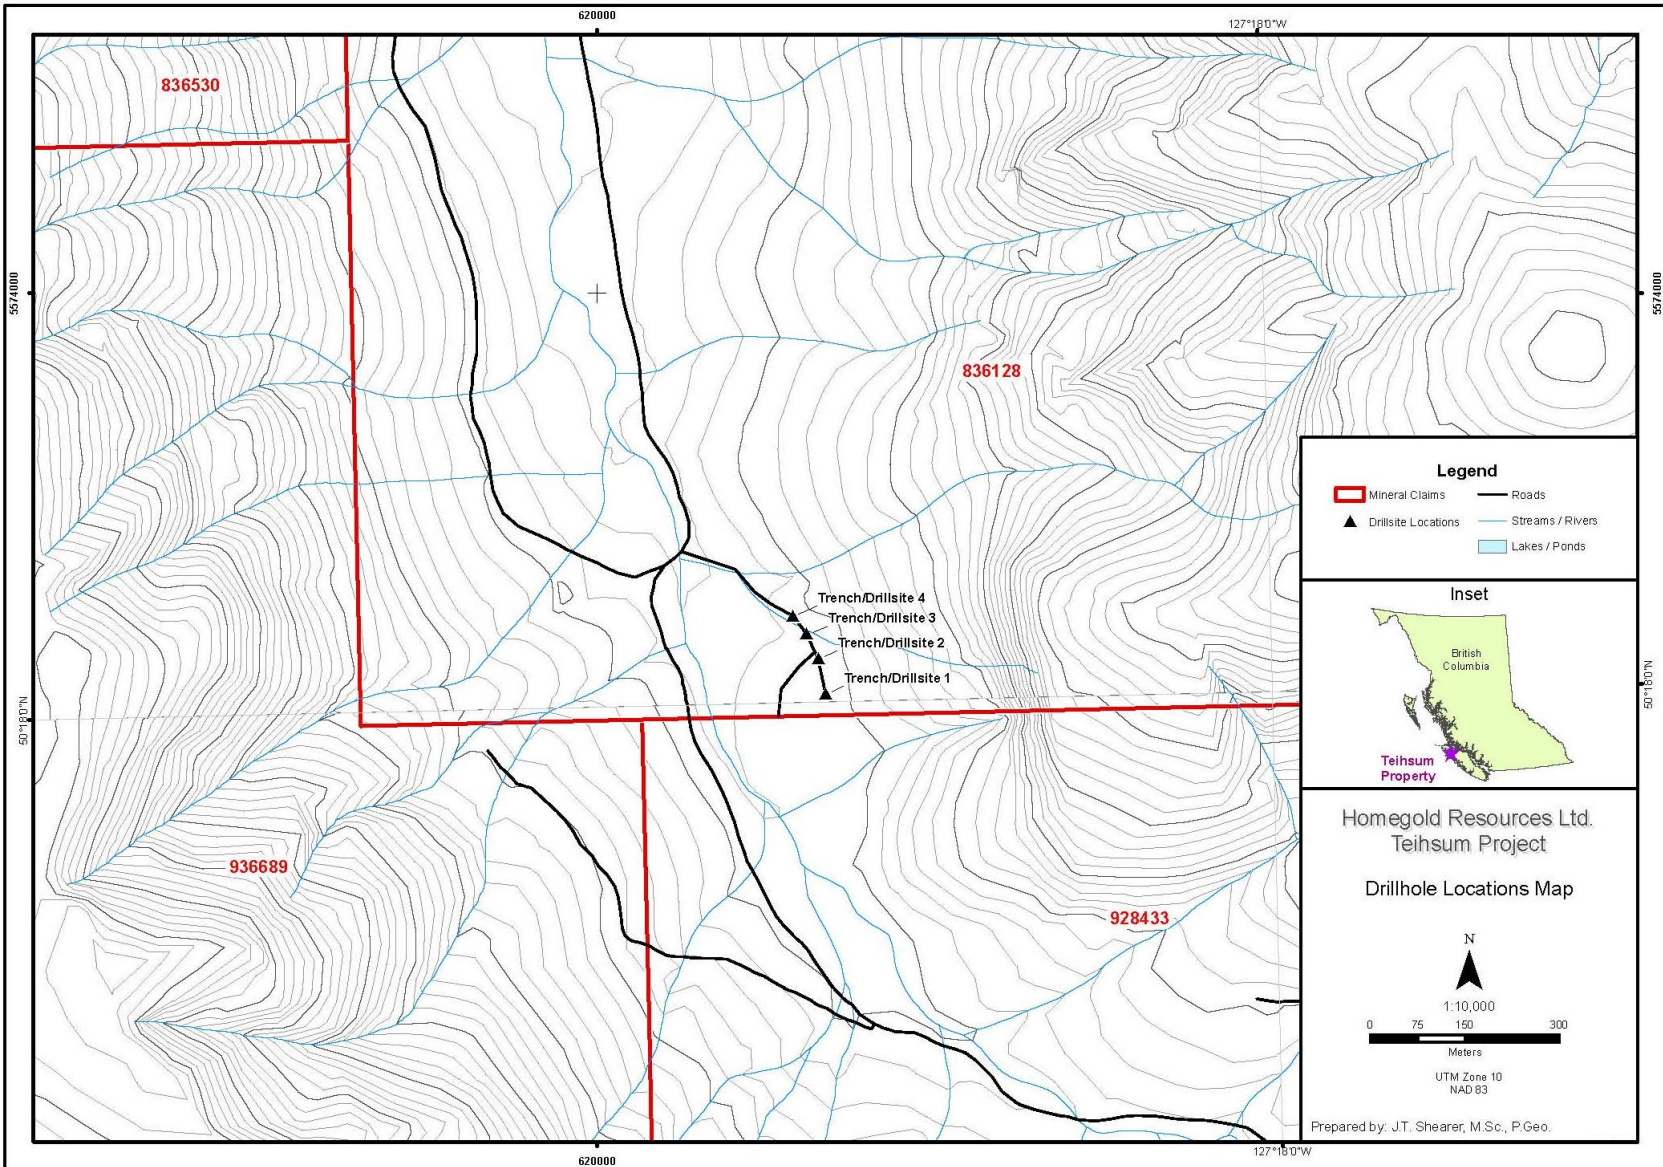 620000
127°18'0"W
836530
5574000
5574000
836128
Legend
Mineral Claims
Roads
Drillsite Locations
Streams / Rivers
Lakes / Ponds
Inset
British
Columbia
Teihsum
Property
Trench/Drillsite 4
Trench/Drillsite 3
Trench/Drillsite 2
Trench/Drillsite 1
50°18'0"N
50°18'0"N
936689
928433
Homegold Resources Ltd.
Teihsum Project
Drillhole Locations Map
N
1:10,000
0 75 150 300
Meters
UTM Zone 10
NAD 83
Prepared by: J.T. Shearer, M.Sc., P.Geo.
620000
127°18'0"W